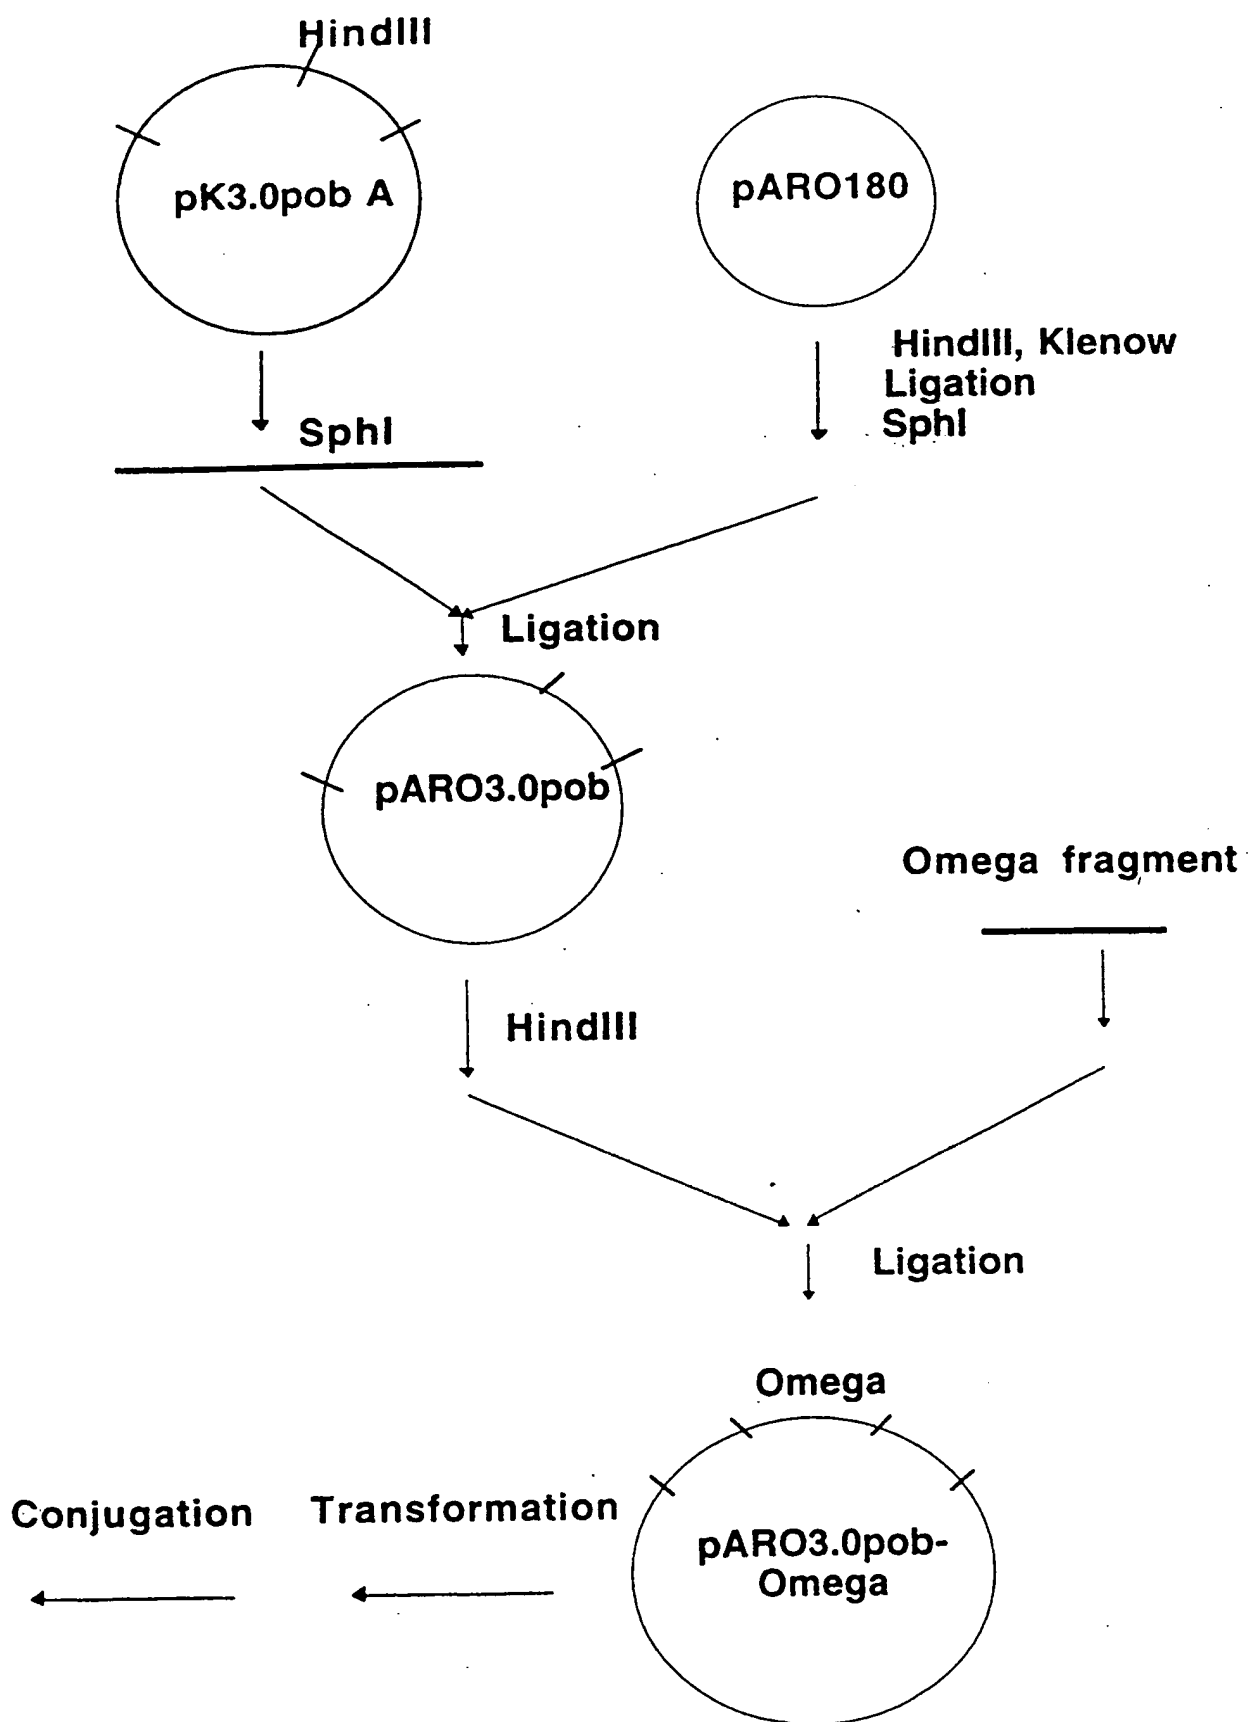 HindIII
pK3.0pob A
pARO180
HindIII, Klenow
Ligation
SphI
SphI
Ligation
pARO3.0pob
Omega fragment
HindIII
Ligation
Omega
Conjugation
Transformation
pARO3.0pob-
Omega